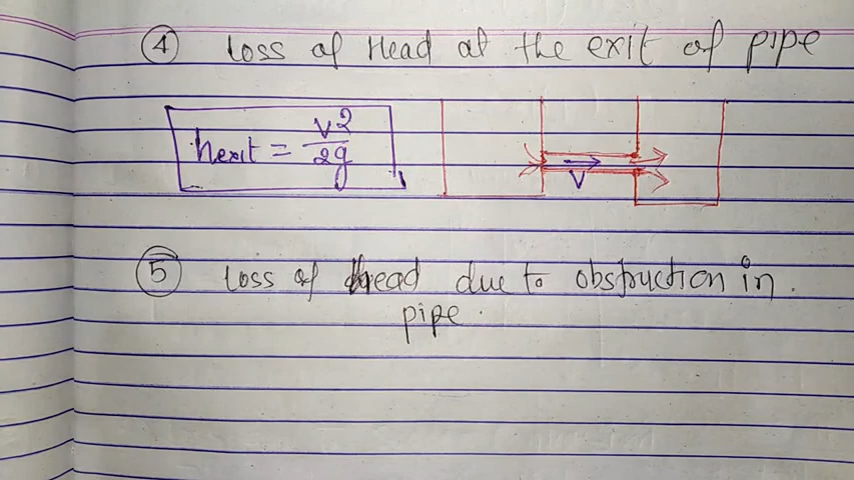 ④ Loss of Head at the exit of pipe
hexit = V²/2g
V
⑤ Loss of head due to obstruction in.
pipe.